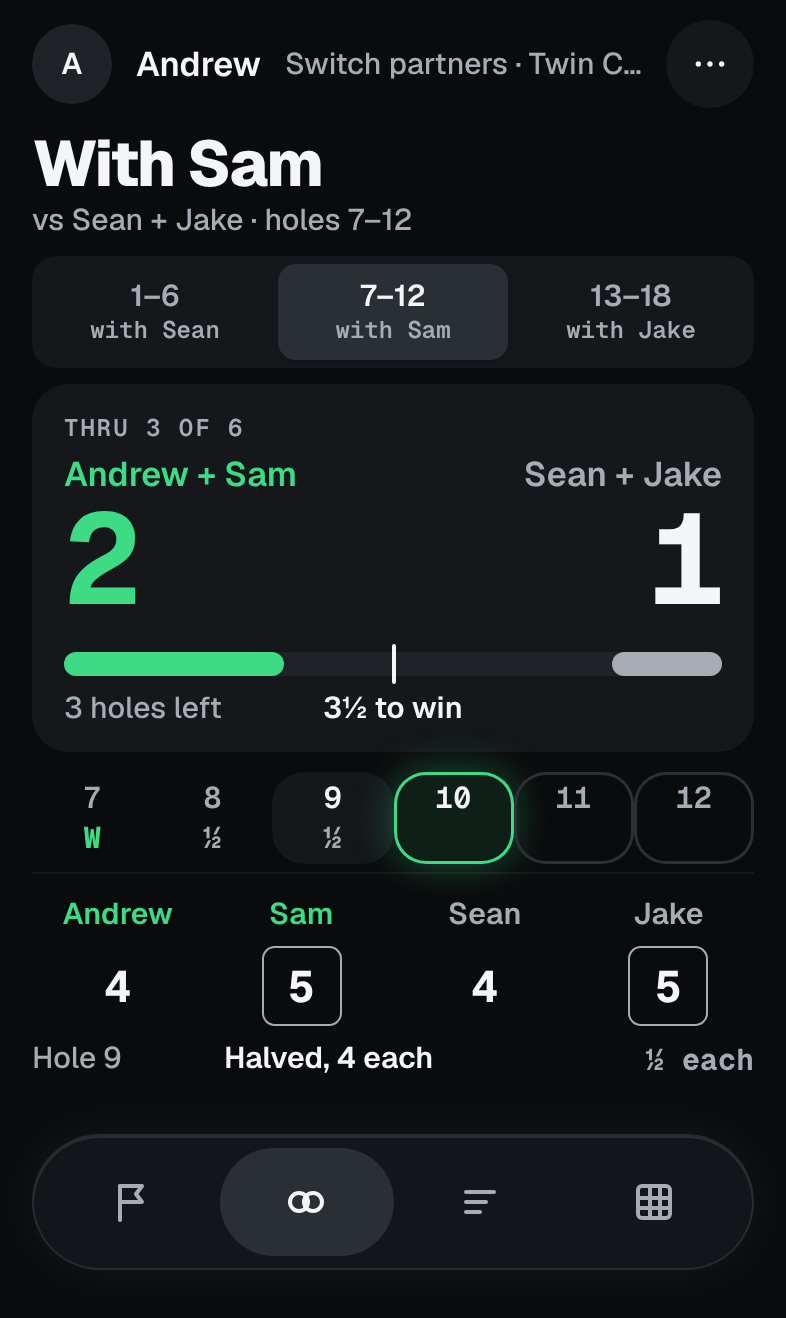 A Andrew Switch partners · Twin C... ···
With Sam
vs Sean + Jake · holes 7–12
1–6 7–12 13–18
with Sean with Sam with Jake
THRU 3 OF 6
Andrew + Sam Sean + Jake
2 1
3 holes left 3½ to win
7 8 9 10 11 12
W ½ ½
Andrew Sam Sean Jake
4 5 4 5
Hole 9 Halved, 4 each ½ each